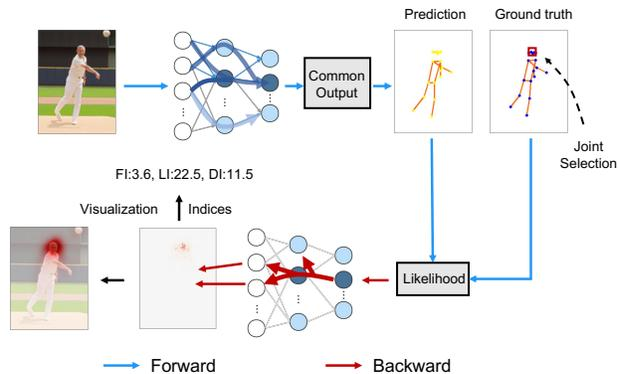 Prediction
Ground truth
Common
Output
Joint
Selection
FI:3.6, LI:22.5, DI:11.5
Visualization
Indices
Likelihood
Forward
Backward